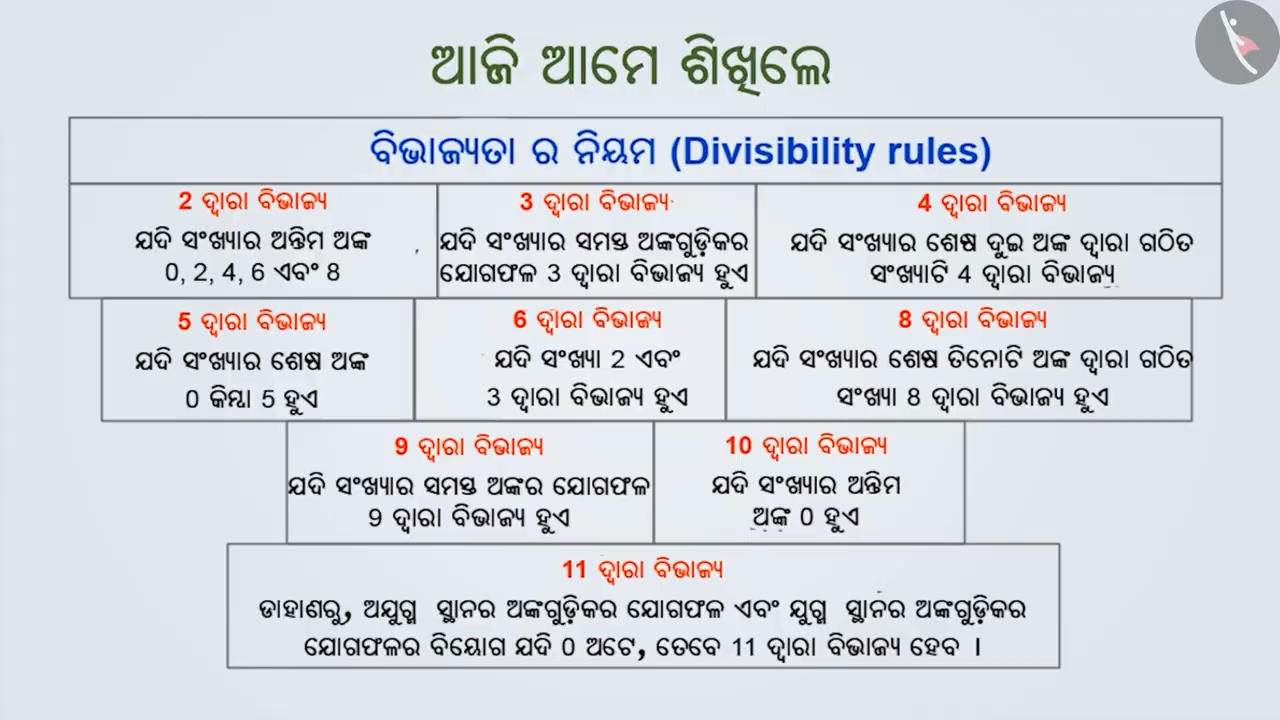 ଆଜି ଆମେ ଶିଖିଲେ
ବିଭାଜ୍ୟତା ର ନିୟମ (Divisibility rules)
2 ଦ୍ୱାରା ବିଭାଜ୍ୟ
ଯଦି ସଂଖ୍ୟାର ଅନ୍ତିମ ଅଙ୍କ
0, 2, 4, 6 ଏବଂ 8
3 ଦ୍ୱାରା ବିଭାଜ୍ୟ
ଯଦି ସଂଖ୍ୟାର ସମସ୍ତ ଅଙ୍କଗୁଡ଼ିକର
ଯୋଗଫଳ 3 ଦ୍ୱାରା ବିଭାଜ୍ୟ ହୁଏ
4 ଦ୍ୱାରା ବିଭାଜ୍ୟ
ଯଦି ସଂଖ୍ୟାର ଶେଷ ଦୁଇ ଅଙ୍କ ଦ୍ୱାରା ଗଠିତ
ସଂଖ୍ୟାଟି 4 ଦ୍ୱାରା ବିଭାଜ୍ୟ
5 ଦ୍ୱାରା ବିଭାଜ୍ୟ
ଯଦି ସଂଖ୍ୟାର ଶେଷ ଅଙ୍କ
0 କିମ୍ଭା 5 ହୁଏ
6 ଦ୍ୱାରା ବିଭାଜ୍ୟ
ଯଦି ସଂଖ୍ୟା 2 ଏବଂ
3 ଦ୍ୱାରା ବିଭାଜ୍ୟ ହୁଏ
8 ଦ୍ୱାରା ବିଭାଜ୍ୟ
ଯଦି ସଂଖ୍ୟାର ଶେଷ ତିନୋଟି ଅଙ୍କ ଦ୍ୱାରା ଗଠିତ
ସଂଖ୍ୟା 8 ଦ୍ୱାରା ବିଭାଜ୍ୟ ହୁଏ
9 ଦ୍ୱାରା ବିଭାଜ୍ୟ
ଯଦି ସଂଖ୍ୟାର ସମସ୍ତ ଅଙ୍କର ଯୋଗଫଳ
9 ଦ୍ୱାରା ବିଭାଜ୍ୟ ହୁଏ
10 ଦ୍ୱାରା ବିଭାଜ୍ୟ
ଯଦି ସଂଖ୍ୟାର ଅନ୍ତିମ
ଅଙ୍କ 0 ହୁଏ
11 ଦ୍ୱାରା ବିଭାଜ୍ୟ
ଡାହାଣରୁ, ଅଯୁଗ୍ମ ସ୍ଥାନର ଅଙ୍କଗୁଡ଼ିକର ଯୋଗଫଳ ଏବଂ ଯୁଗ୍ମ ସ୍ଥାନର ଅଙ୍କଗୁଡ଼ିକର
ଯୋଗଫଳର ବିୟୋଗ ଯଦି 0 ଅଟେ, ତେବେ 11 ଦ୍ୱାରା ବିଭାଜ୍ୟ ହେବ ।